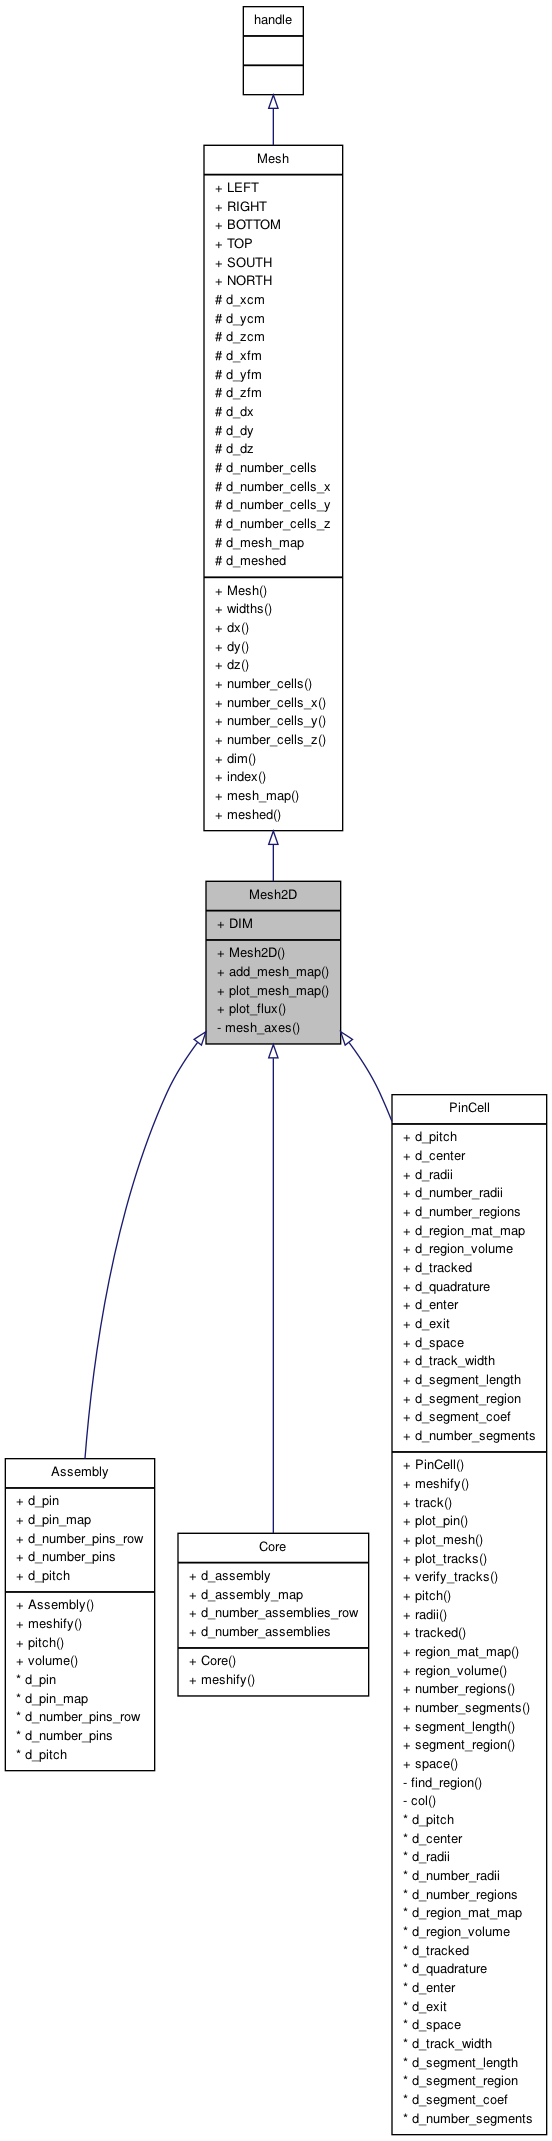 handle
Mesh
+ LEFT
+ RIGHT
+ BOTTOM
+ TOP
+ SOUTH
+ NORTH
# d_xcm
# d_ycm
# d_zcm
# d_xfm
# d_yfm
# d_zfm
# d_dx
# d_dy
# d_dz
# d_number_cells
# d_number_cells_x
# d_number_cells_y
# d_number_cells_z
# d_mesh_map
# d_meshed
+ Mesh()
+ widths()
+ dx()
+ dy()
+ dz()
+ number_cells()
+ number_cells_x()
+ number_cells_y()
+ number_cells_z()
+ dim()
+ index()
+ mesh_map()
+ meshed()
Mesh2D
+ DIM
+ Mesh2D()
+ add_mesh_map()
+ plot_mesh_map()
+ plot_flux()
- mesh_axes()
Assembly
+ d_pin
+ d_pin_map
+ d_number_pins_row
+ d_number_pins
+ d_pitch
+ Assembly()
+ meshify()
+ pitch()
+ volume()
* d_pin
* d_pin_map
* d_number_pins_row
* d_number_pins
* d_pitch
Core
+ d_assembly
+ d_assembly_map
+ d_number_assemblies_row
+ d_number_assemblies
+ Core()
+ meshify()
PinCell
+ d_pitch
+ d_center
+ d_radii
+ d_number_radii
+ d_number_regions
+ d_region_mat_map
+ d_region_volume
+ d_tracked
+ d_quadrature
+ d_enter
+ d_exit
+ d_space
+ d_track_width
+ d_segment_length
+ d_segment_region
+ d_segment_coef
+ d_number_segments
+ PinCell()
+ meshify()
+ track()
+ plot_pin()
+ plot_mesh()
+ plot_tracks()
+ verify_tracks()
+ pitch()
+ radii()
+ tracked()
+ region_mat_map()
+ region_volume()
+ number_regions()
+ number_segments()
+ segment_length()
+ segment_region()
+ space()
- find_region()
- col()
* d_pitch
* d_center
* d_radii
* d_number_radii
* d_number_regions
* d_region_mat_map
* d_region_volume
* d_tracked
* d_quadrature
* d_enter
* d_exit
* d_space
* d_track_width
* d_segment_length
* d_segment_region
* d_segment_coef
* d_number_segments